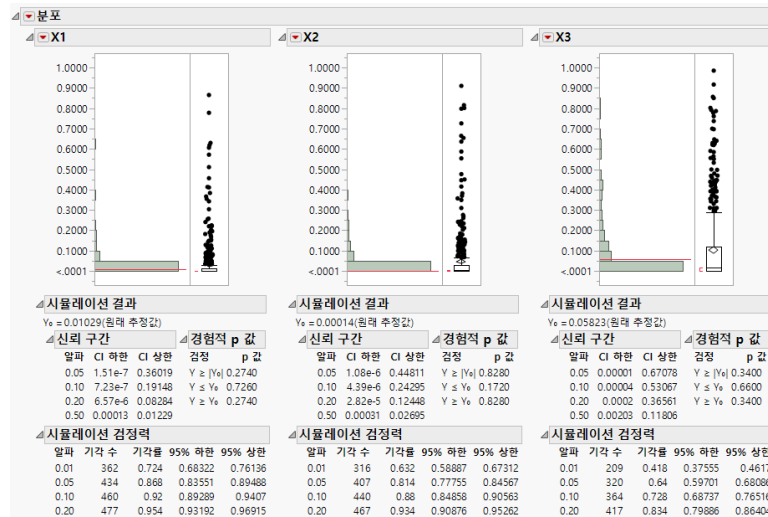 분포
X1 X2 X3
1.0000 1.0000 1.0000
0.9000 0.9000 0.9000
0.8000 0.8000 0.8000
0.7000 0.7000 0.7000
0.6000 0.6000 0.6000
0.5000 0.5000 0.5000
0.4000 0.4000 0.4000
0.3000 0.3000 0.3000
0.2000 0.2000 0.2000
0.1000 0.1000 0.1000
<.0001 <.0001 <.0001
시뮬레이션 결과 시뮬레이션 결과 시뮬레이션 결과
Y₀ = 0.01029(원래 추정값) Y₀ = 0.00014(원래 추정값) Y₀ = 0.05823(원래 추정값)
신뢰 구간 경험적 p 값 신뢰 구간 경험적 p 값 신뢰 구간 경험적 p 값
알파 CI 하한 CI 상한 검정 p 값 알파 CI 하한 CI 상한 검정 p 값 알파 CI 하한 CI 상한 검정 p 값
0.05 1.51e-7 0.36019 Y ≥ |Y₀| 0.2740 0.05 1.08e-6 0.44811 Y ≥ |Y₀| 0.8280 0.05 0.00001 0.67078 Y ≥ |Y₀| 0.3400
0.10 7.23e-7 0.19148 Y ≤ Y₀ 0.7260 0.10 4.39e-6 0.24295 Y ≤ Y₀ 0.1720 0.10 0.00004 0.53067 Y ≤ Y₀ 0.6600
0.20 6.57e-6 0.08284 Y ≥ Y₀ 0.2740 0.20 2.82e-5 0.12448 Y ≥ Y₀ 0.8280 0.20 0.0002 0.36561 Y ≥ Y₀ 0.3400
0.50 0.00013 0.01229 0.50 0.00031 0.02695 0.50 0.00203 0.11806
시뮬레이션 검정력 시뮬레이션 검정력 시뮬레이션 검정력
알파 기각 수 기각률 95% 하한 95% 상한 알파 기각 수 기각률 95% 하한 95% 상한 알파 기각 수 기각률 95% 하한 95% 상한
0.01 362 0.724 0.68322 0.76136 0.01 316 0.632 0.58887 0.67312 0.01 209 0.418 0.37555 0.4617
0.05 434 0.868 0.83551 0.89488 0.05 407 0.814 0.77755 0.84567 0.05 320 0.64 0.59701 0.68086
0.10 460 0.92 0.89289 0.9407 0.10 440 0.88 0.84858 0.90563 0.10 364 0.728 0.68737 0.76516
0.20 477 0.954 0.93192 0.96915 0.20 467 0.934 0.90876 0.95262 0.20 417 0.834 0.79886 0.86404